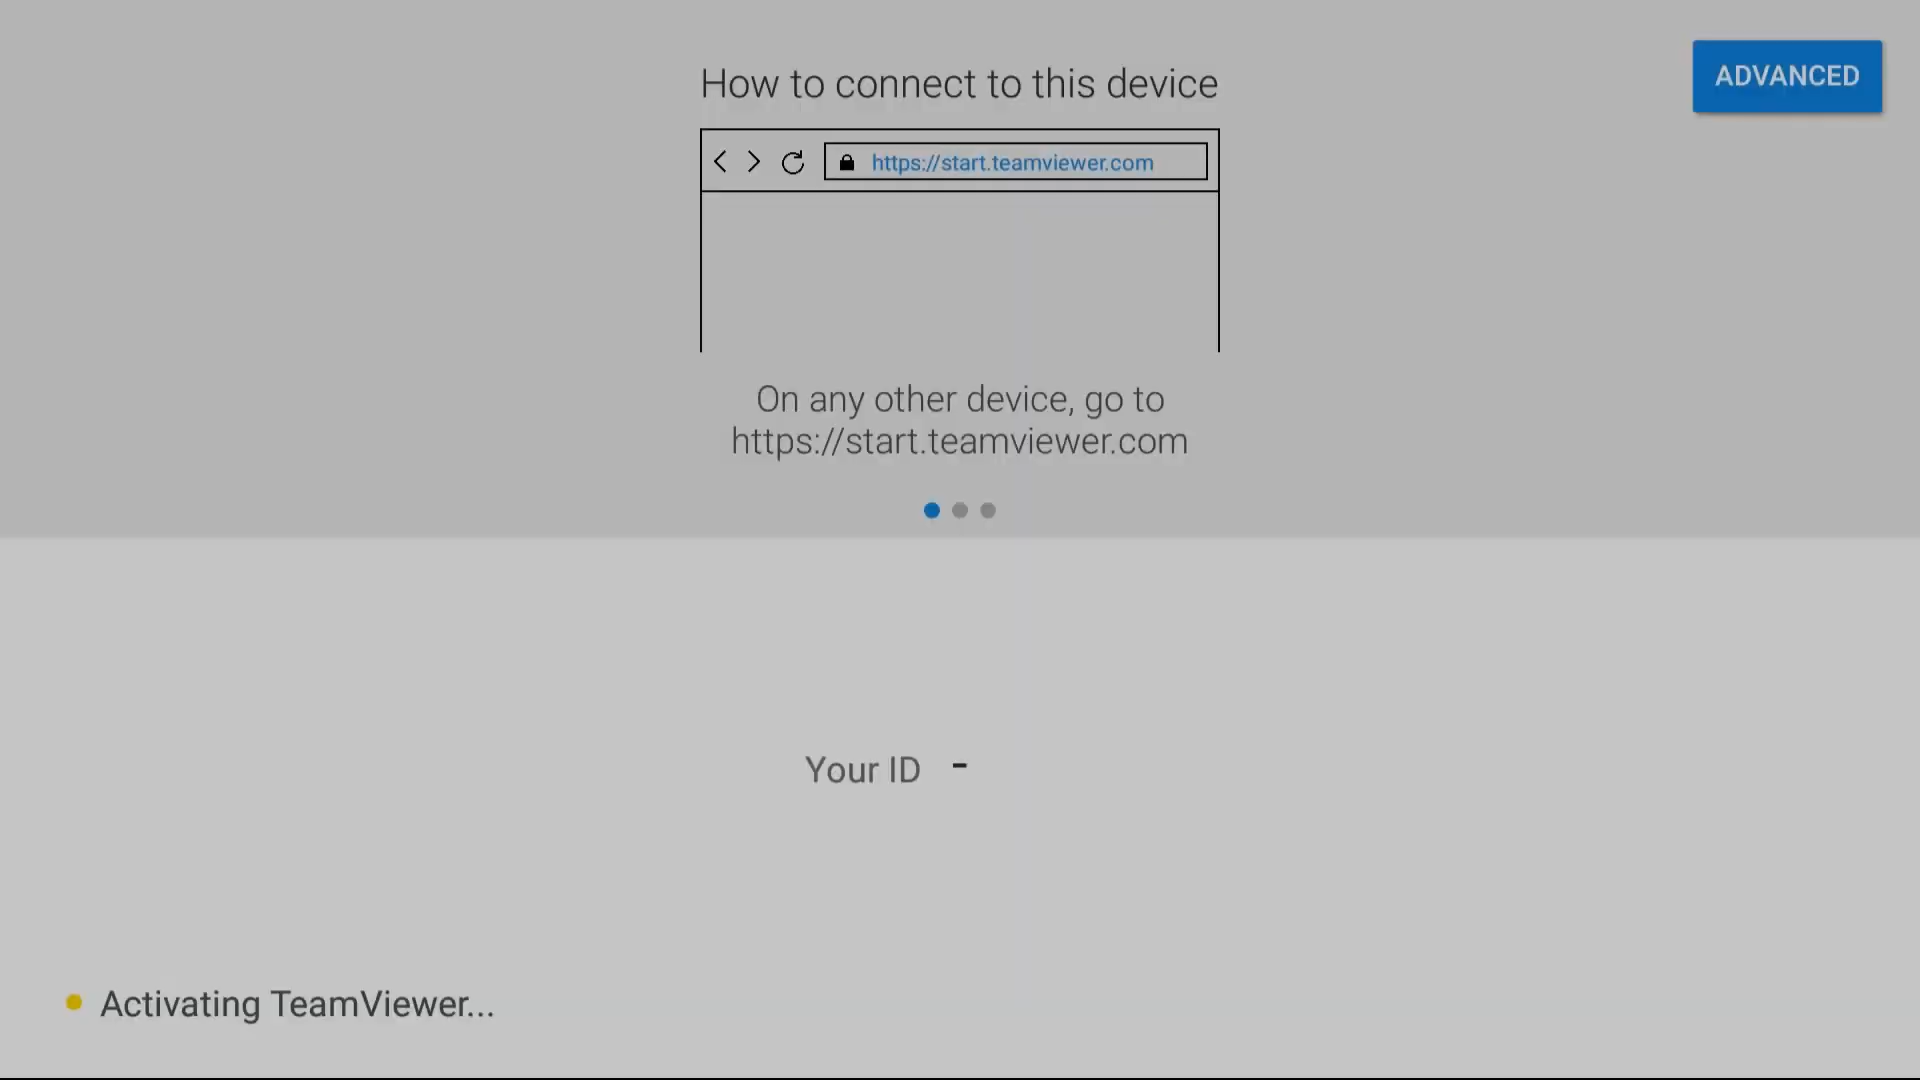 How to connect to this device
ADVANCED
https://start.teamviewer.com
On any other device, go to
https://start.teamviewer.com
Your ID -
Activating TeamViewer...